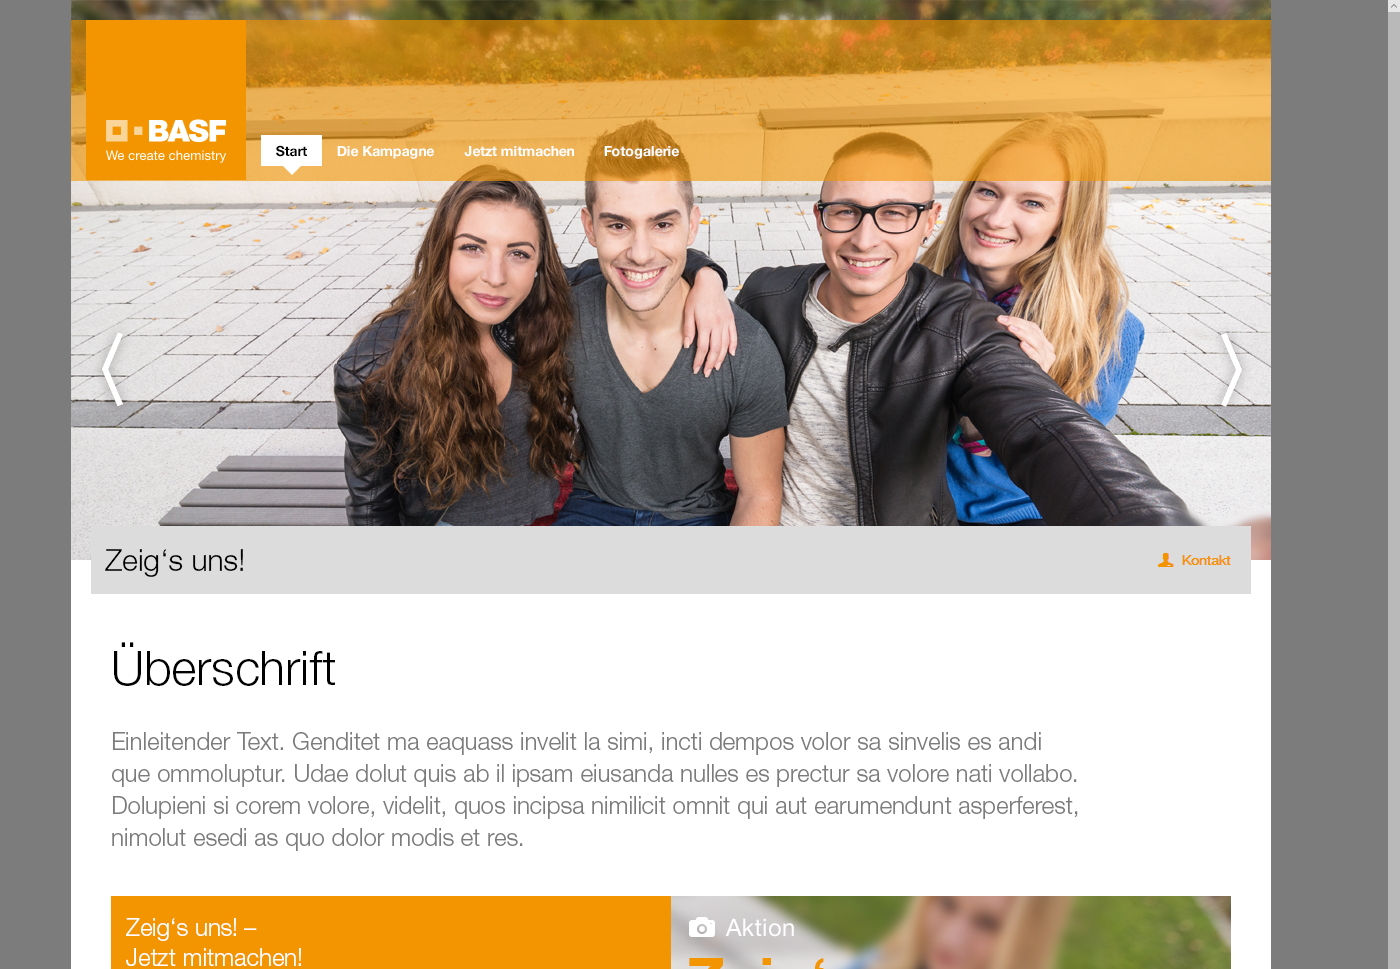 BASF
We create chemistry
Start
Die Kampagne
Jetzt mitmachen
Fotogalerie
Zeig‘s uns!
Kontakt
Überschrift
Einleitender Text. Genditet ma eaquass invelit la simi, incti dempos volor sa sinvelis es andi
que ommoluptur. Udae dolut quis ab il ipsam eiusanda nulles es prectur sa volore nati vollabo.
Dolupieni si corem volore, videlit, quos incipsa nimilicit omnit qui aut earumendunt asperferest,
nimolut esedi as quo dolor modis et res.
Zeig‘s uns! –
Jetzt mitmachen!
Aktion